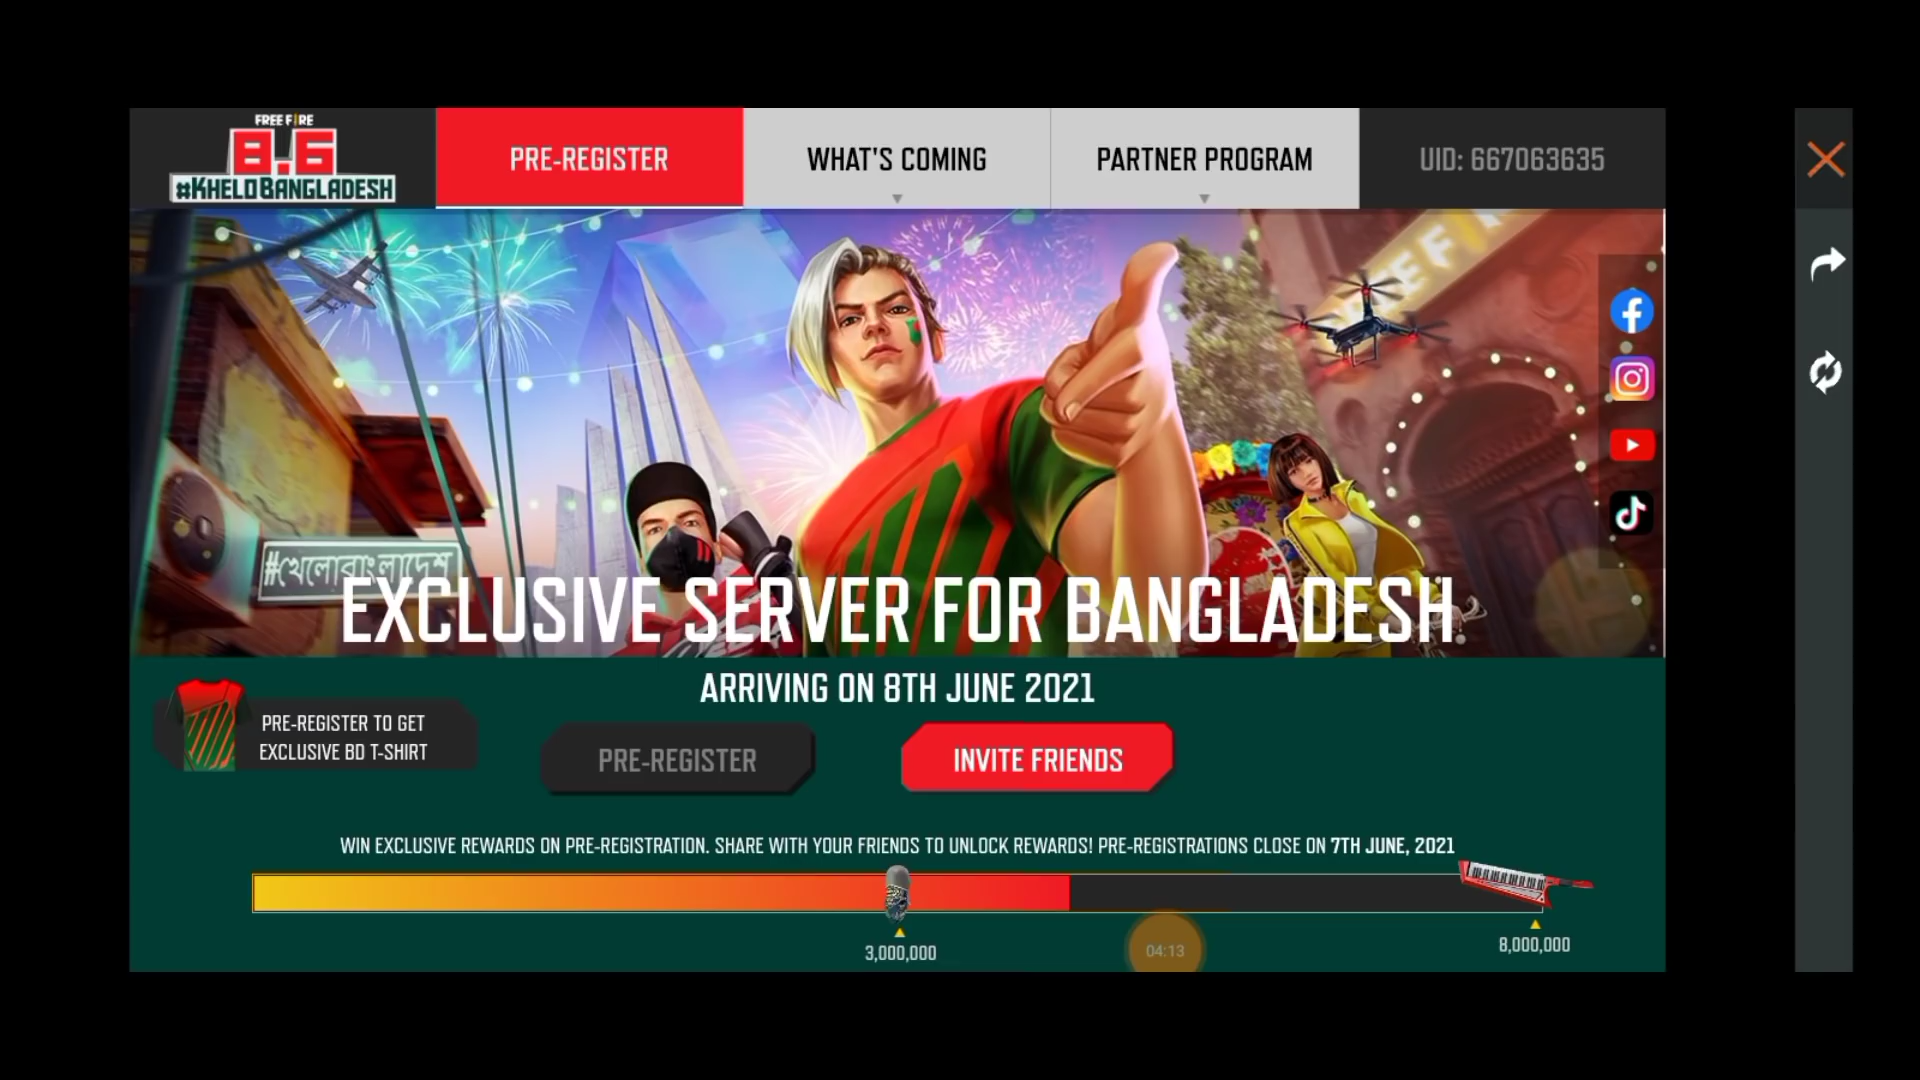 FREE FIRE
8.6
#KHELOBANGLADESH
PRE-REGISTER
WHAT'S COMING
PARTNER PROGRAM
UID: 667063635
EE FI
#খেলোবাংলাদেশ
EXCLUSIVE SERVER FOR BANGLADESH
ARRIVING ON 8TH JUNE 2021
PRE-REGISTER TO GET
EXCLUSIVE BD T-SHIRT
PRE-REGISTER
INVITE FRIENDS
WIN EXCLUSIVE REWARDS ON PRE-REGISTRATION. SHARE WITH YOUR FRIENDS TO UNLOCK REWARDS! PRE-REGISTRATIONS CLOSE ON 7TH JUNE, 2021
3,000,000
04:13
8,000,000